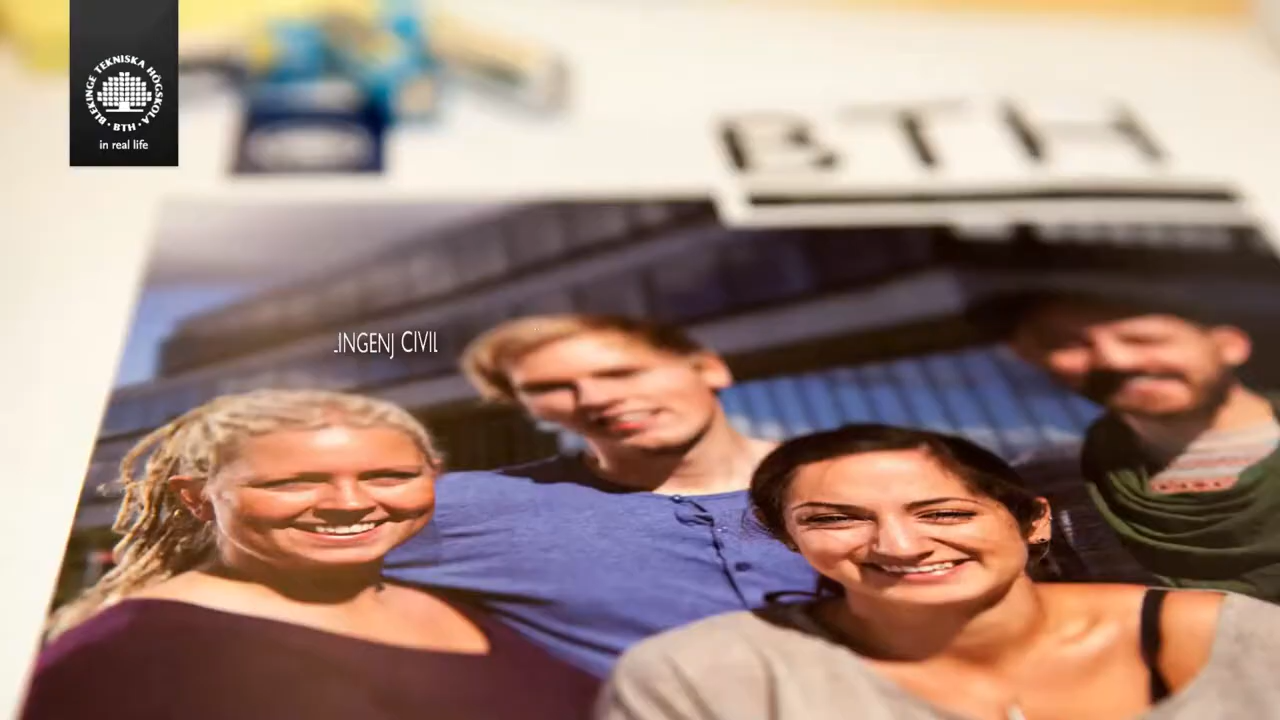 BLEKINGE TEKNISKA HÖGSKOLA
· BTH ·
in real life
BTH
.INGENJ CIVIL